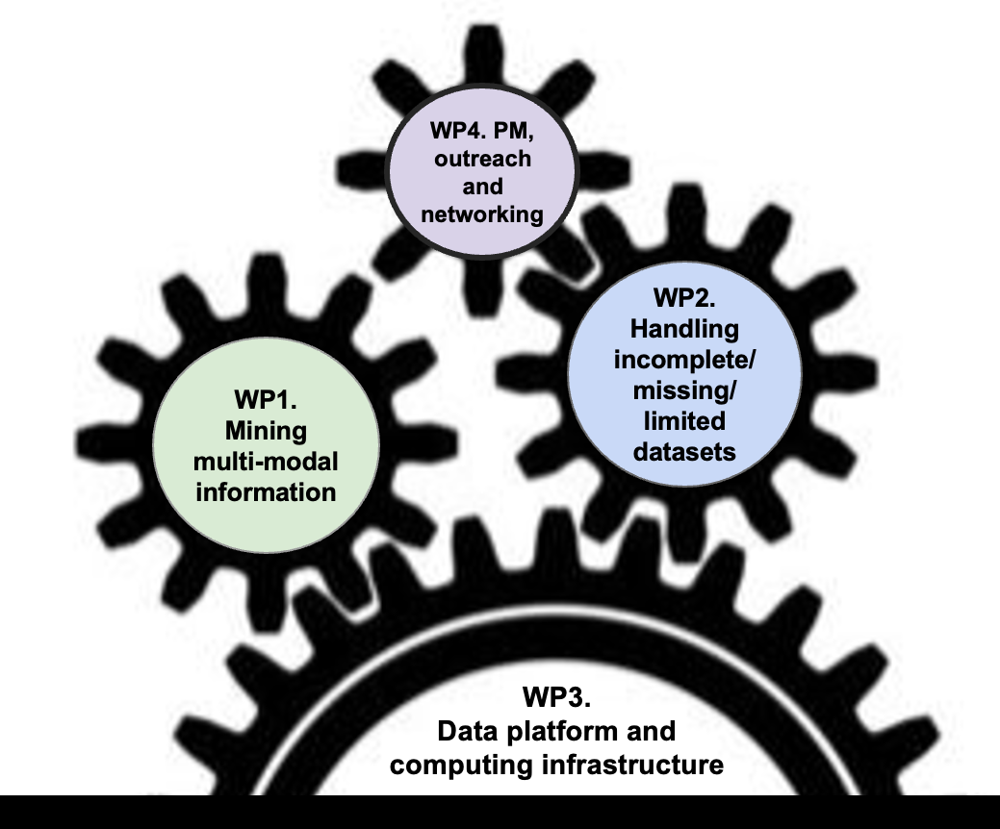 WP4. PM,
outreach
and
networking
WP2.
Handling
incomplete/
missing/
limited
datasets
WP1.
Mining
multi-modal
information
WP3.
Data platform and
computing infrastructure